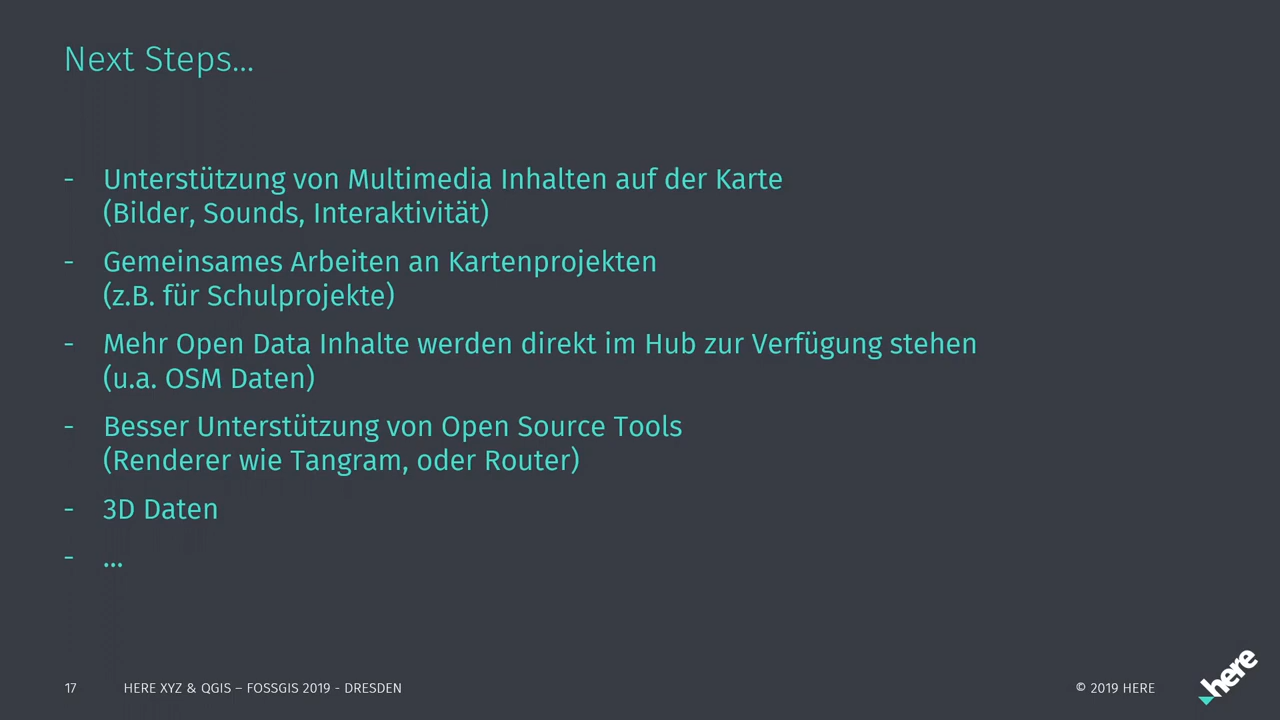 Next Steps...
- Unterstützung von Multimedia Inhalten auf der Karte
(Bilder, Sounds, Interaktivität)
- Gemeinsames Arbeiten an Kartenprojekten
(z.B. für Schulprojekte)
- Mehr Open Data Inhalte werden direkt im Hub zur Verfügung stehen
(u.a. OSM Daten)
- Besser Unterstützung von Open Source Tools
(Renderer wie Tangram, oder Router)
- 3D Daten
- ...
17 HERE XYZ & QGIS – FOSSGIS 2019 - DRESDEN
© 2019 HERE
here